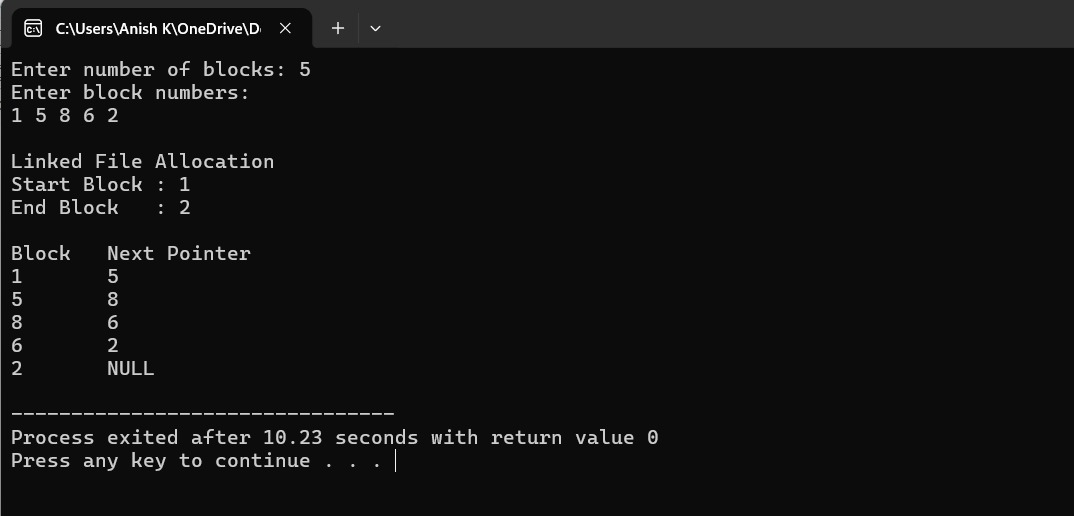 C:\Users\Anish K\OneDrive\D
Enter number of blocks: 5
Enter block numbers:
1 5 8 6 2
Linked File Allocation
Start Block : 1
End Block   : 2
Block   Next Pointer
1       5
5       8
8       6
6       2
2       NULL
--------------------------------
Process exited after 10.23 seconds with return value 0
Press any key to continue . . .